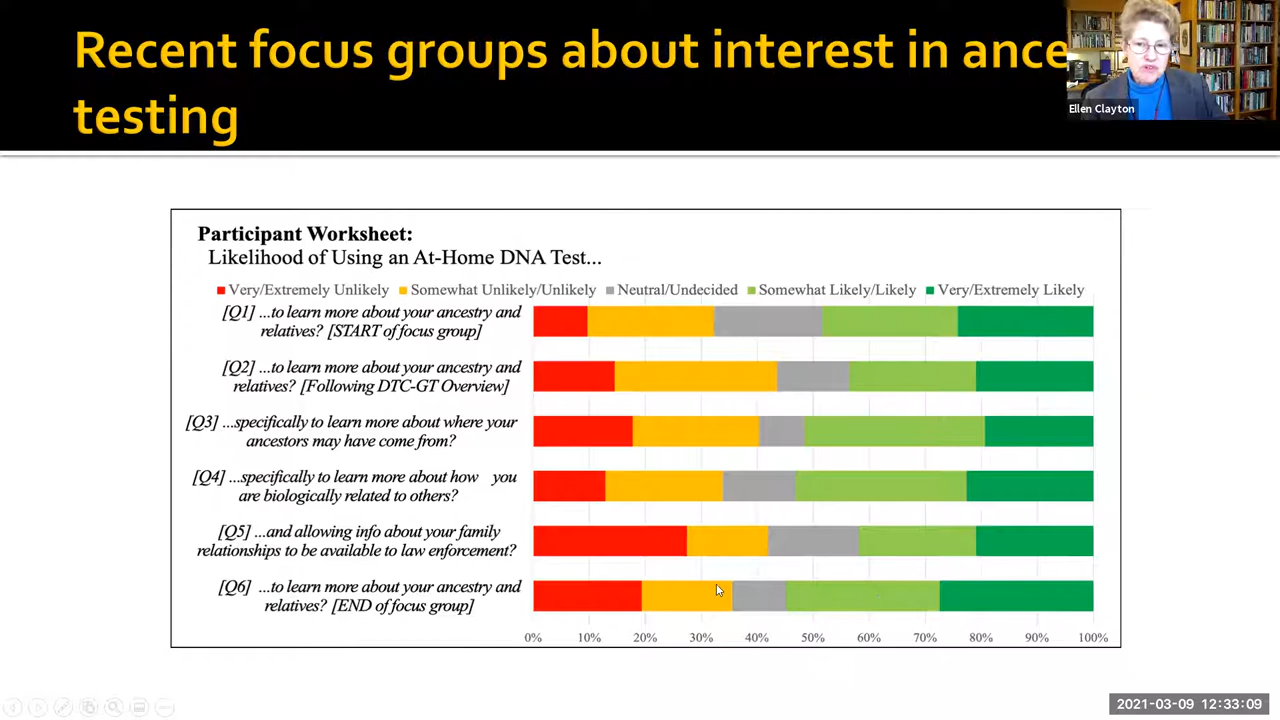 Recent focus groups about interest in ance
testing
Ellen Clayton
Participant Worksheet:
Likelihood of Using an At-Home DNA Test...
Very/Extremely Unlikely
Somewhat Unlikely/Unlikely
Neutral/Undecided
Somewhat Likely/Likely
Very/Extremely Likely
[Q1] ...to learn more about your ancestry and
relatives? [START of focus group]
[Q2] ...to learn more about your ancestry and
relatives? [Following DTC-GT Overview]
[Q3] ...specifically to learn more about where your
ancestors may have come from?
[Q4] ...specifically to learn more about how you
are biologically related to others?
[Q5] ...and allowing info about your family
relationships to be available to law enforcement?
[Q6] ...to learn more about your ancestry and
relatives? [END of focus group]
0% 10% 20% 30% 40% 50% 60% 70% 80% 90% 100%
2021-03-09 12:33:09